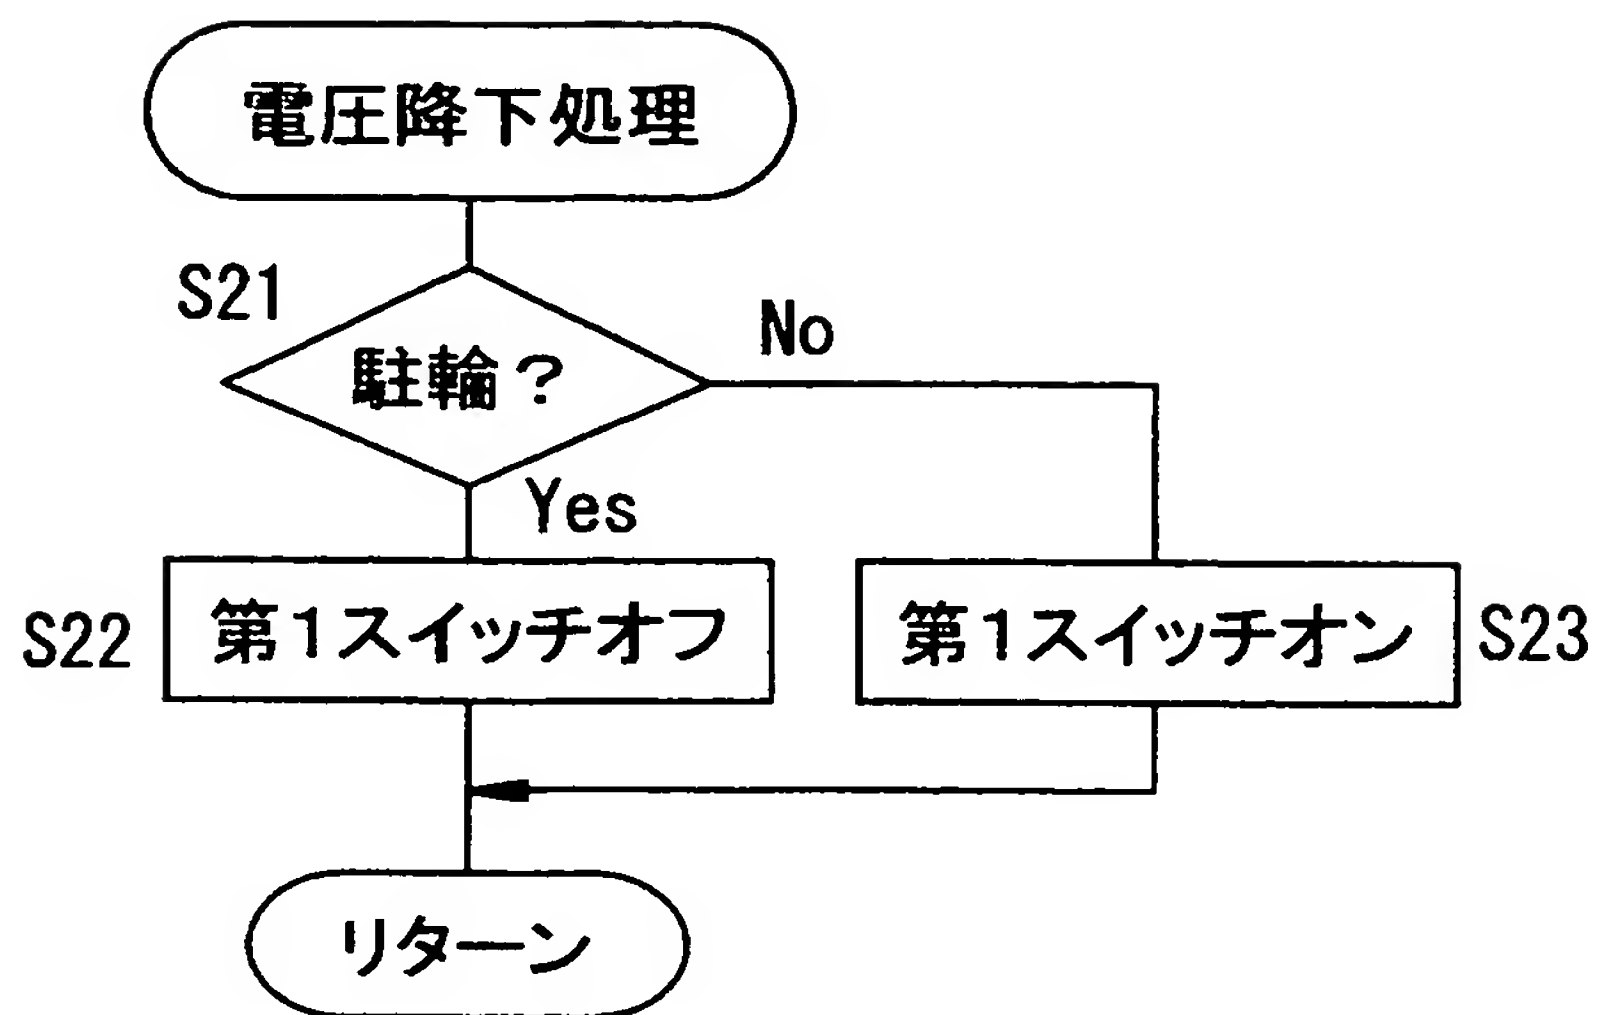 電圧降下処理
S21
駐輪？
No
Yes
S22
第1スイッチオフ
第1スイッチオン
S23
リターン